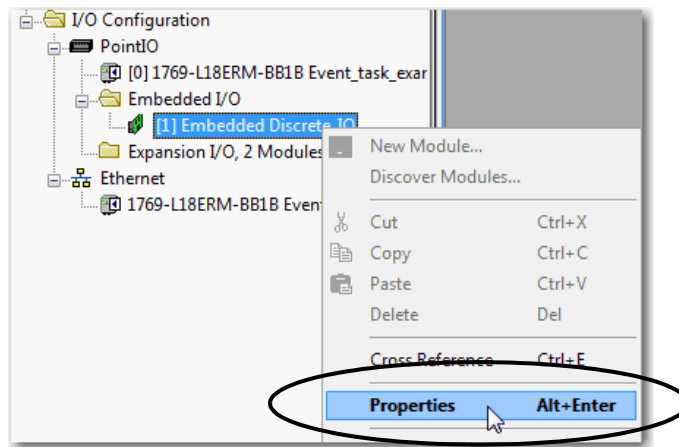 I/O Configuration
PointIO
[0] 1769-L18ERM-BB1B Event_task_exar
Embedded I/O
[1] Embedded Discrete_IO
Expansion I/O, 2 Modules
Ethernet
1769-L18ERM-BB1B Even
New Module...
Discover Modules...
Cut Ctrl+X
Copy Ctrl+C
Paste Ctrl+V
Delete Del
Cross Reference Ctrl+E
Properties Alt+Enter